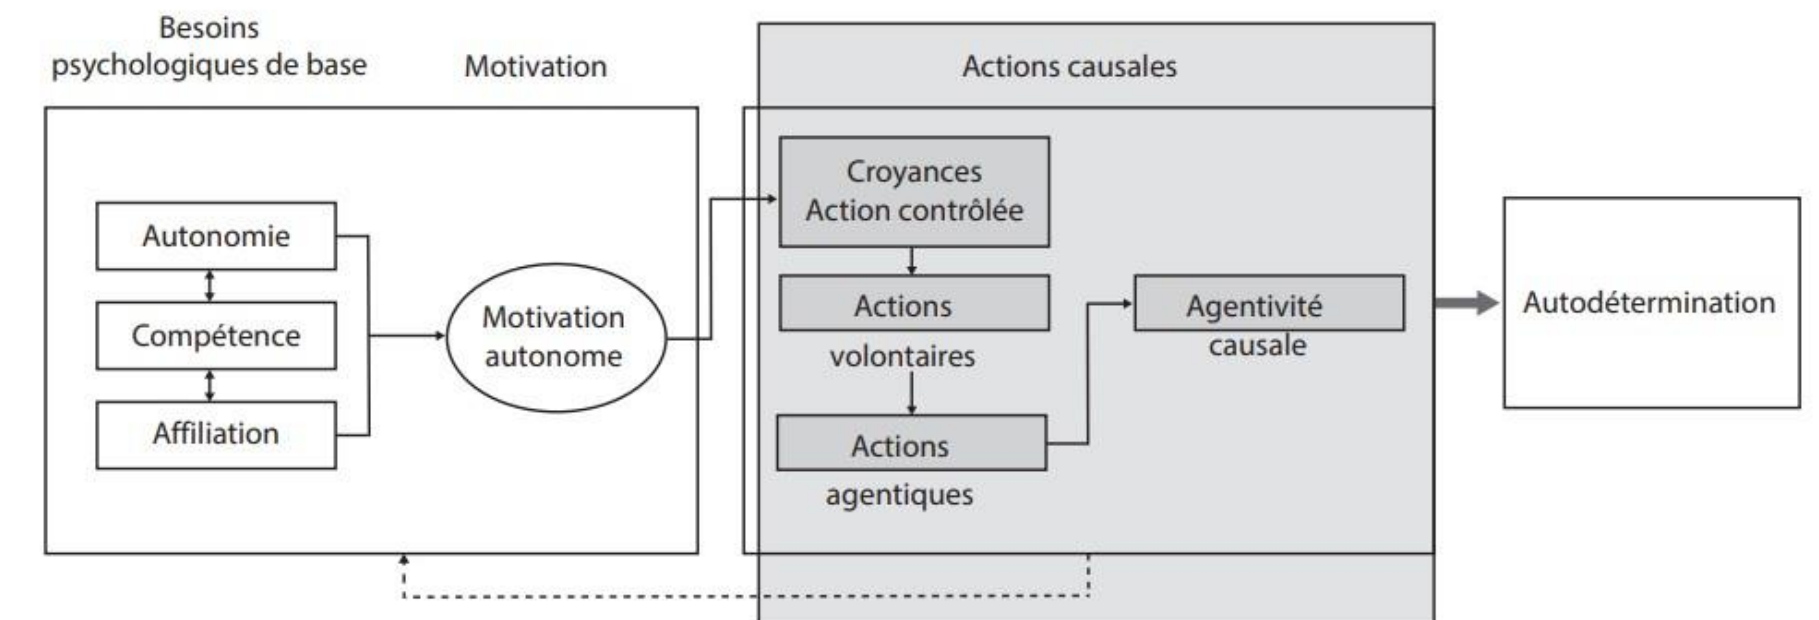 Besoins
psychologiques de base
Motivation
Actions causales
Autonomie
Compétence
Affiliation
Motivation
autonome
Croyances
Action contrôlée
Actions
volontaires
Actions
agentiques
Agentivité
causale
Autodétermination